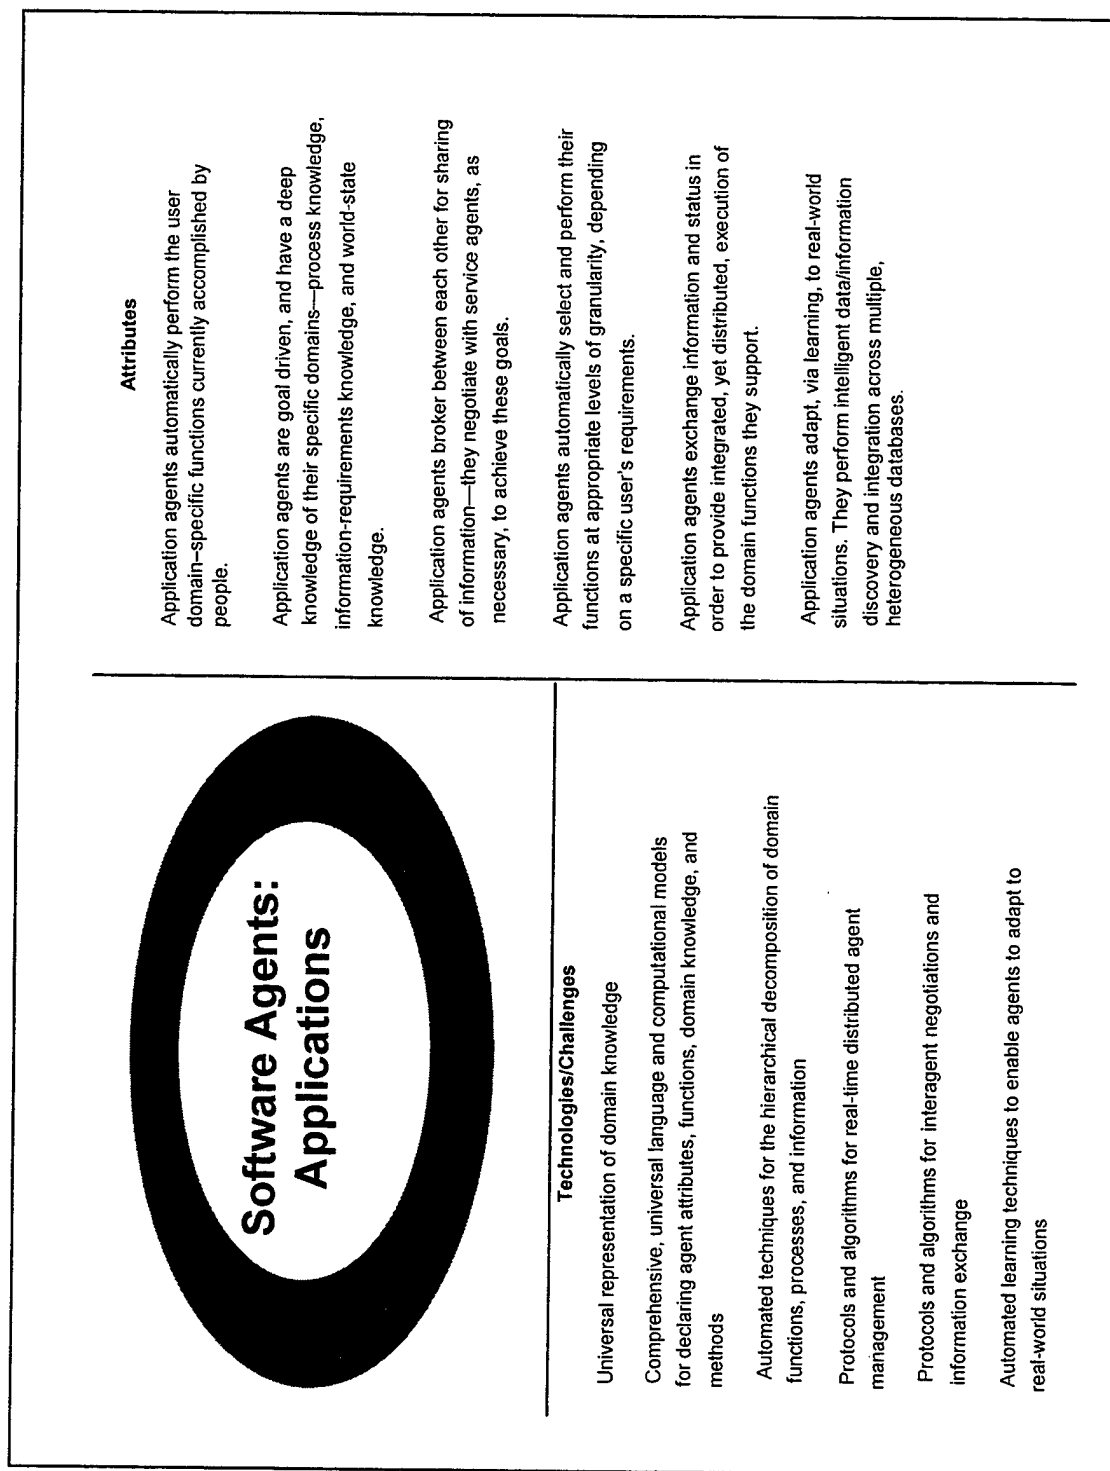 Software Agents:
Applications
Technologies/Challenges
Universal representation of domain knowledge
Comprehensive, universal language and computational models
for declaring agent attributes, functions, domain knowledge, and
methods
Automated techniques for the hierarchical decomposition of domain
functions, processes, and information
Protocols and algorithms for real-time distributed agent
management
Protocols and algorithms for interagent negotiations and
information exchange
Automated learning techniques to enable agents to adapt to
real-world situations
Attributes
Application agents automatically perform the user
domain–specific functions currently accomplished by
people.
Application agents are goal driven, and have a deep
knowledge of their specific domains—process knowledge,
information-requirements knowledge, and world-state
knowledge.
Application agents broker between each other for sharing
of information—they negotiate with service agents, as
necessary, to achieve these goals.
Application agents automatically select and perform their
functions at appropriate levels of granularity, depending
on a specific user's requirements.
Application agents exchange information and status in
order to provide integrated, yet distributed, execution of
the domain functions they support.
Application agents adapt, via learning, to real-world
situations. They perform intelligent data/information
discovery and integration across multiple,
heterogeneous databases.